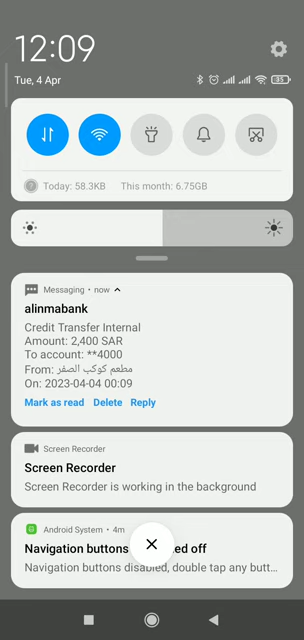 12:09
Tue, 4 Apr
85
Today: 58.3KB This month: 6.75GB
Messaging • now
alinmabank
Credit Transfer Internal
Amount: 2,400 SAR
To account: **4000
From: مطعم كوكب الصقر
On: 2023-04-04 00:09
Mark as read Delete Reply
Screen Recorder
Screen Recorder
Screen Recorder is working in the background
Android System • 4m
Navigation buttons ed off
Navigation buttons disabled, double tap any butt...